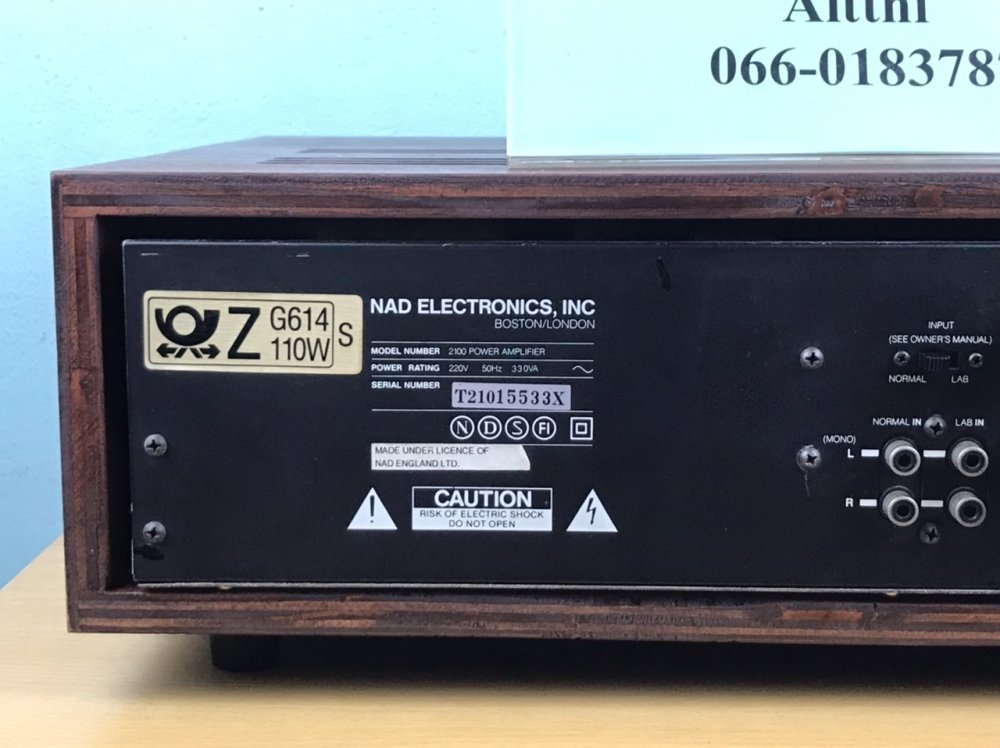 Aitthi
066-018378
Z G614 S
110W
NAD ELECTRONICS, INC
BOSTON/LONDON
MODEL NUMBER 2100 POWER AMPLIFIER
POWER RATING 220V 50Hz 330VA
SERIAL NUMBER T21015533X
N D S FI
MADE UNDER LICENCE OF
NAD ENGLAND LTD.
CAUTION
RISK OF ELECTRIC SHOCK
DO NOT OPEN
INPUT
(SEE OWNER'S MANUAL)
NORMAL LAB
NORMAL IN LAB IN
(MONO)
L
R